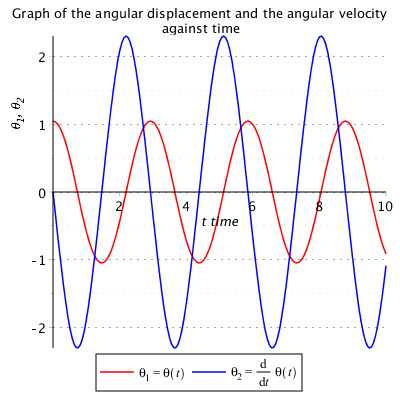 Graph of the angular displacement and the angular velocity
against time
θ₁, θ₂
2
1
0
-1
-2
2 4 6 8 10
t time
θ₁ = θ(t) θ₂ = d/dt θ(t)